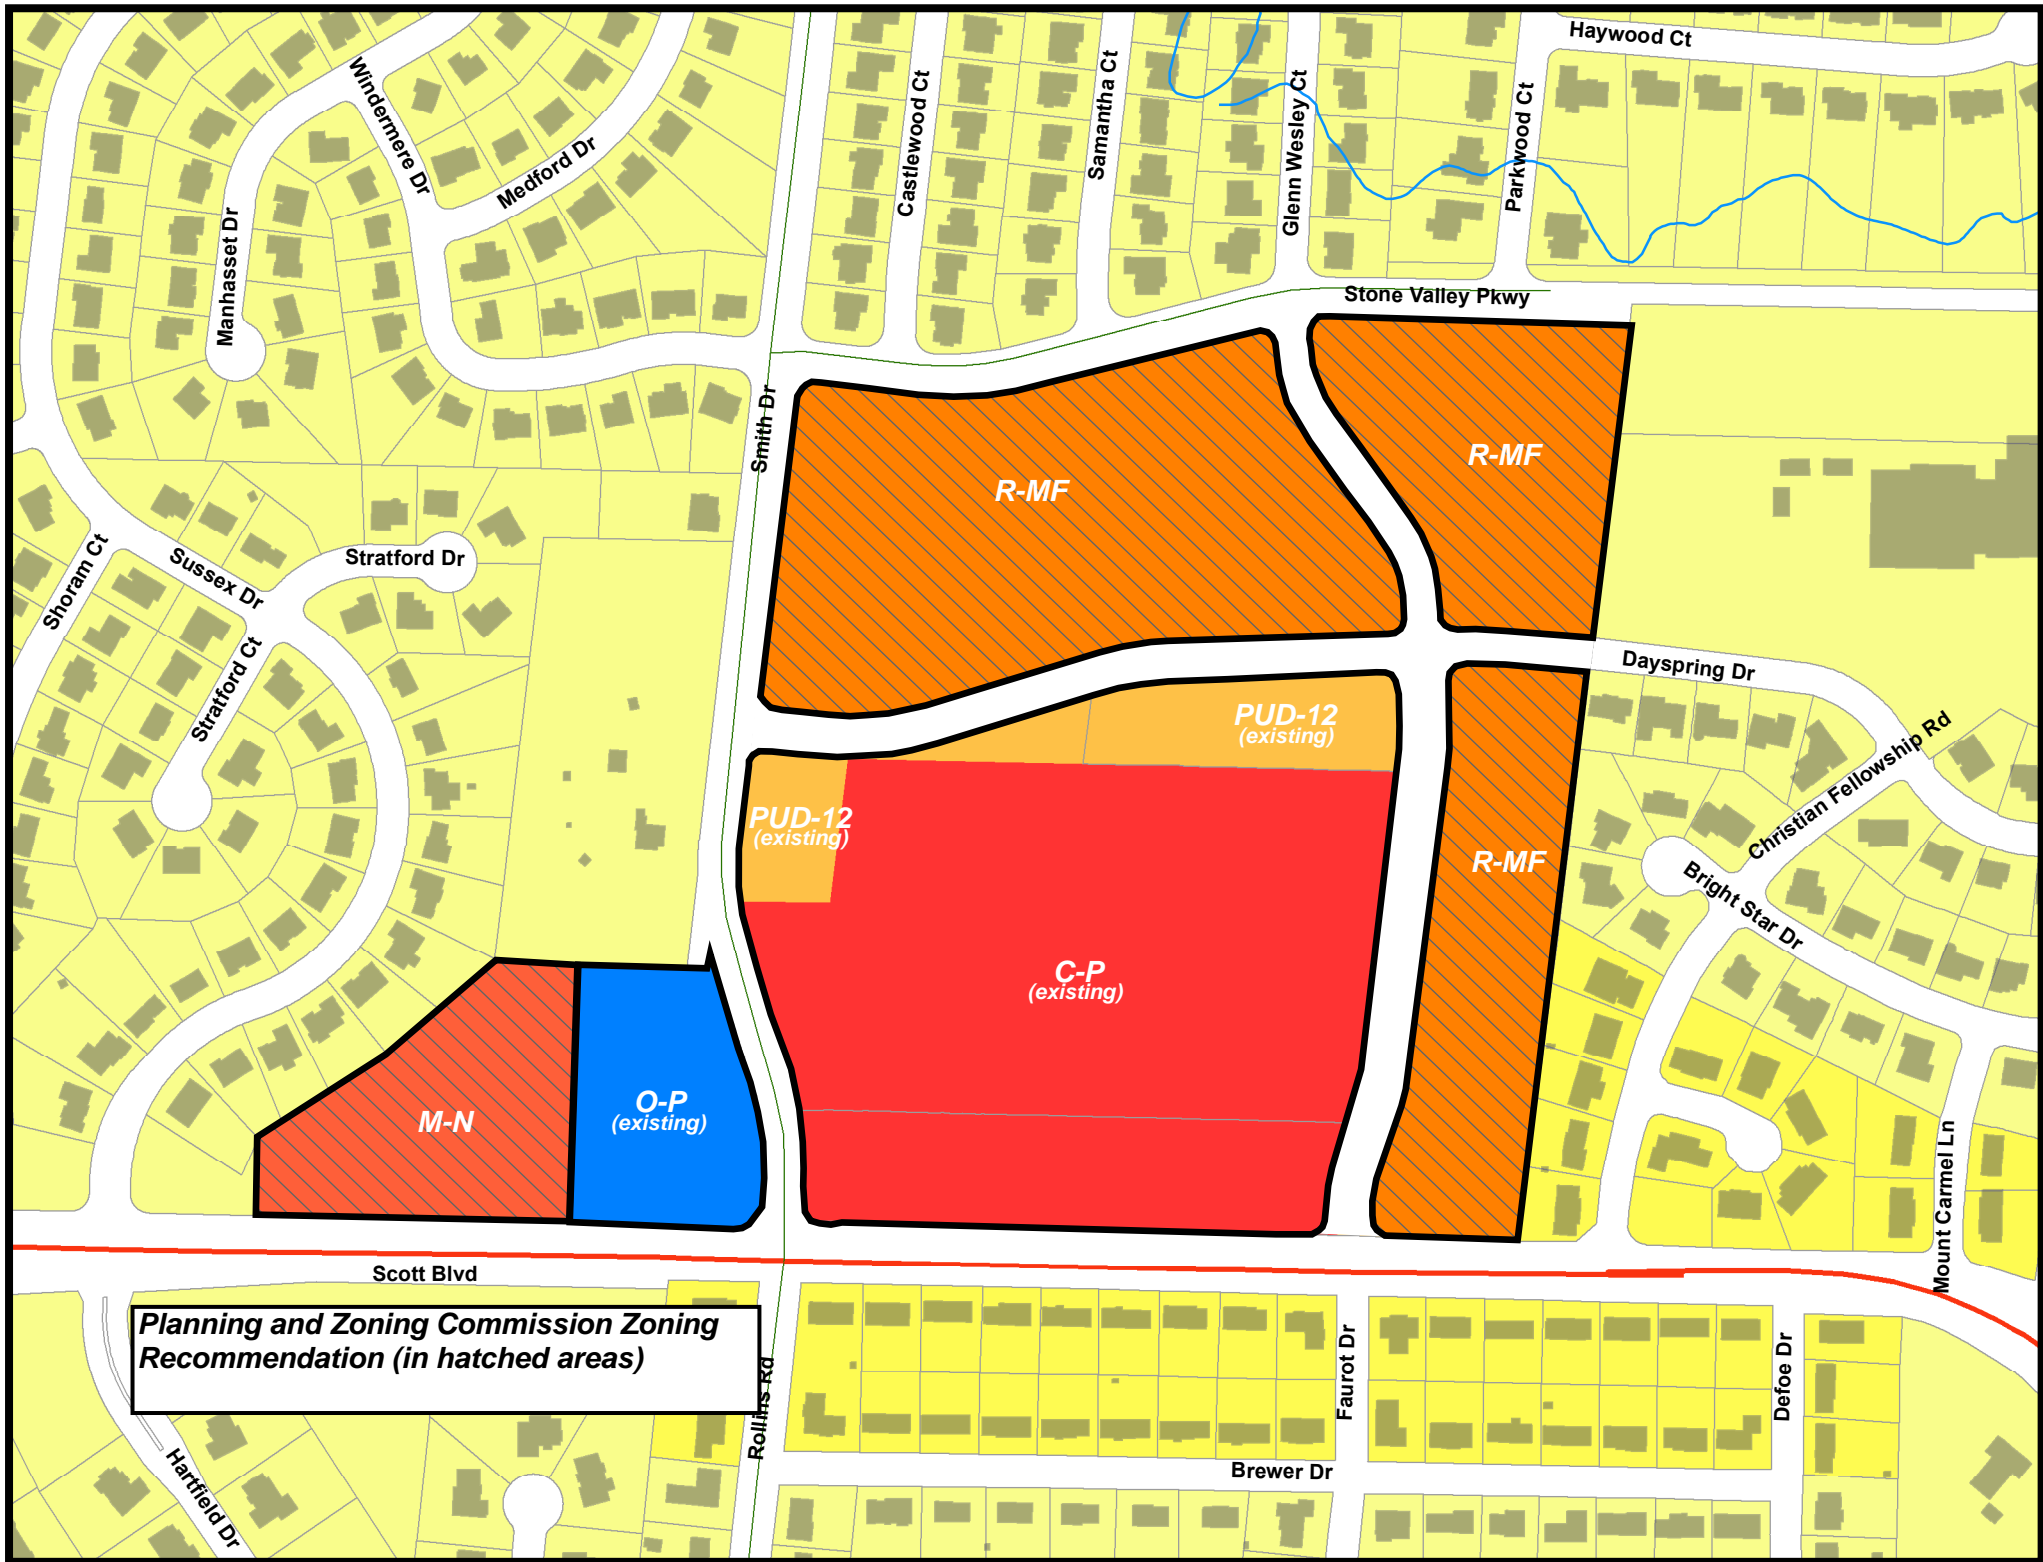 Haywood Ct
Windermere Dr
Castlewood Ct
Samantha Ct
Glenn Wesley Ct
Parkwood Ct
Medford Dr
Manhasset Dr
Stone Valley Pkwy
Smith Dr
R-MF
R-MF
Shoram Ct
Sussex Dr
Stratford Dr
Stratford Ct
Dayspring Dr
PUD-12
(existing)
Christian Fellowship Rd
PUD-12
(existing)
R-MF
Bright Star Dr
C-P
(existing)
M-N
O-P
(existing)
Mount Carmel Ln
Scott Blvd
Planning and Zoning Commission Zoning
Recommendation (in hatched areas)
Rollins Rd
Faurot Dr
Defoe Dr
Brewer Dr
Hartfield Dr